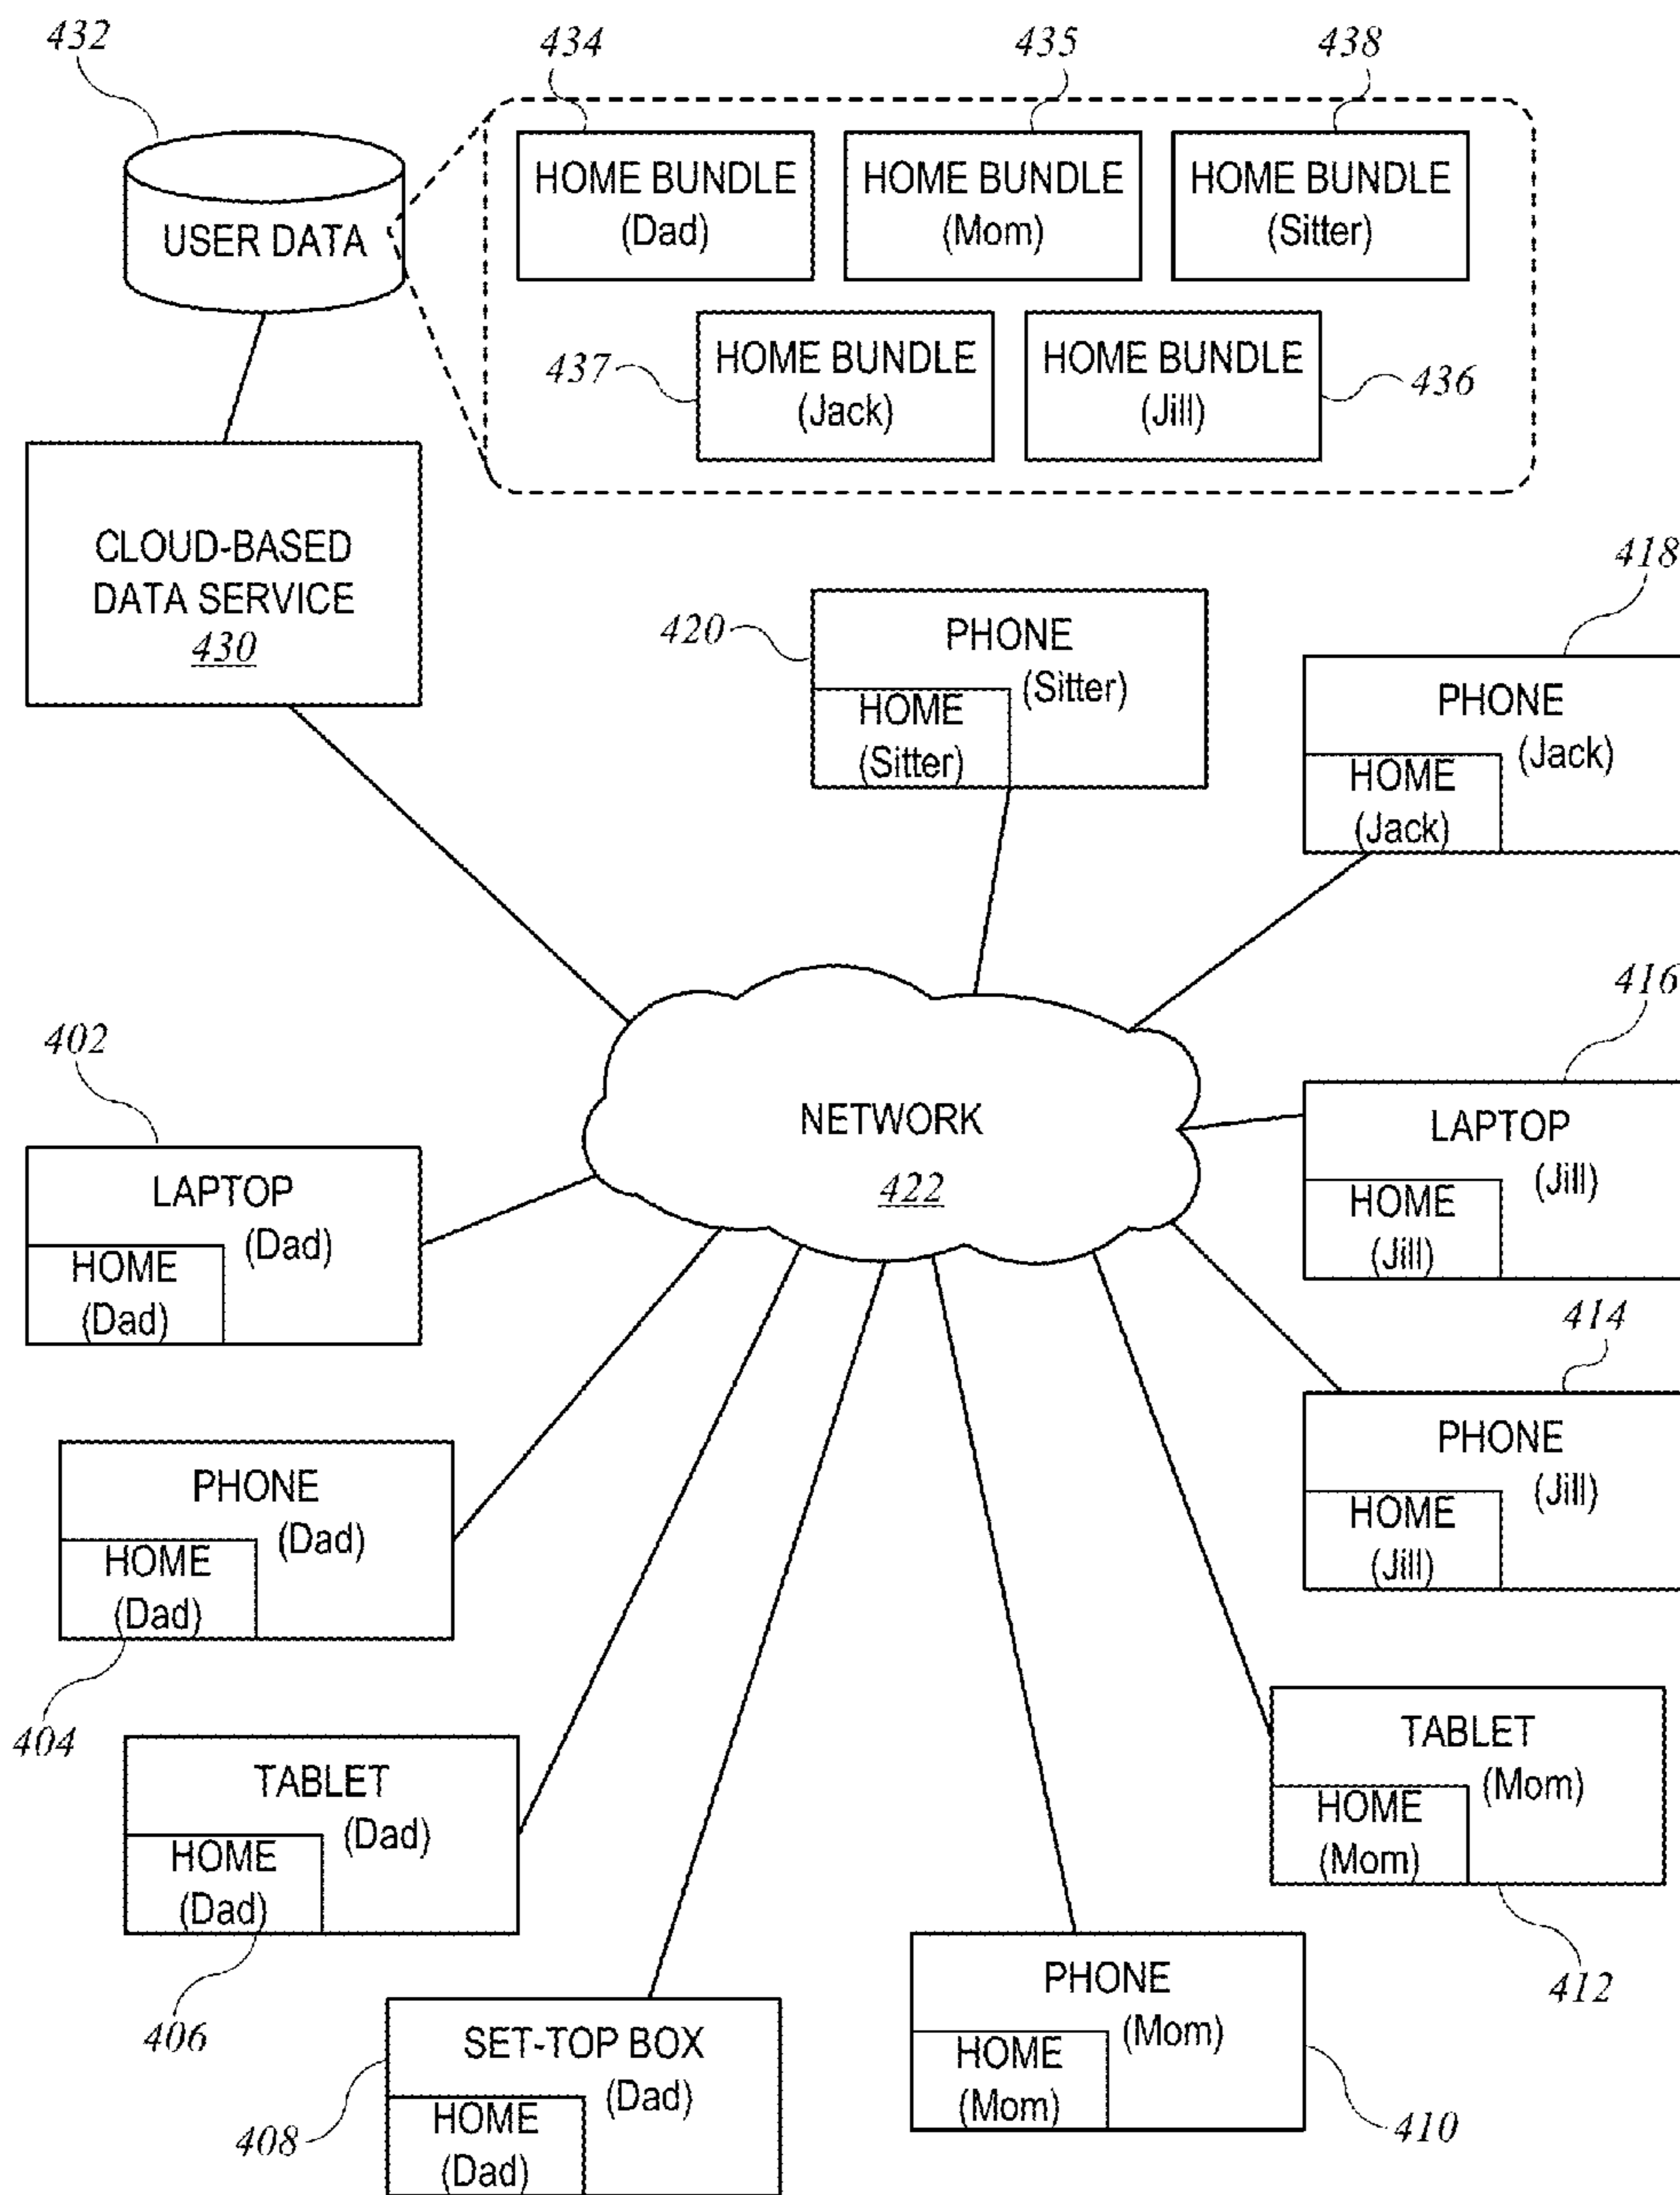 432
434
435
438
USER DATA
HOME BUNDLE
(Dad)
HOME BUNDLE
(Mom)
HOME BUNDLE
(Sitter)
437
HOME BUNDLE
(Jack)
HOME BUNDLE
(Jill)
436
CLOUD-BASED
DATA SERVICE
430
420
PHONE
(Sitter)
HOME
(Sitter)
418
PHONE
(Jack)
HOME
(Jack)
NETWORK
422
402
LAPTOP
(Dad)
HOME
(Dad)
416
LAPTOP
(Jill)
HOME
(Jill)
414
PHONE
(Jill)
HOME
(Jill)
PHONE
(Dad)
HOME
(Dad)
404
TABLET
(Dad)
HOME
(Dad)
406
TABLET
(Mom)
HOME
(Mom)
412
SET-TOP BOX
(Dad)
HOME
(Dad)
408
PHONE
(Mom)
HOME
(Mom)
410